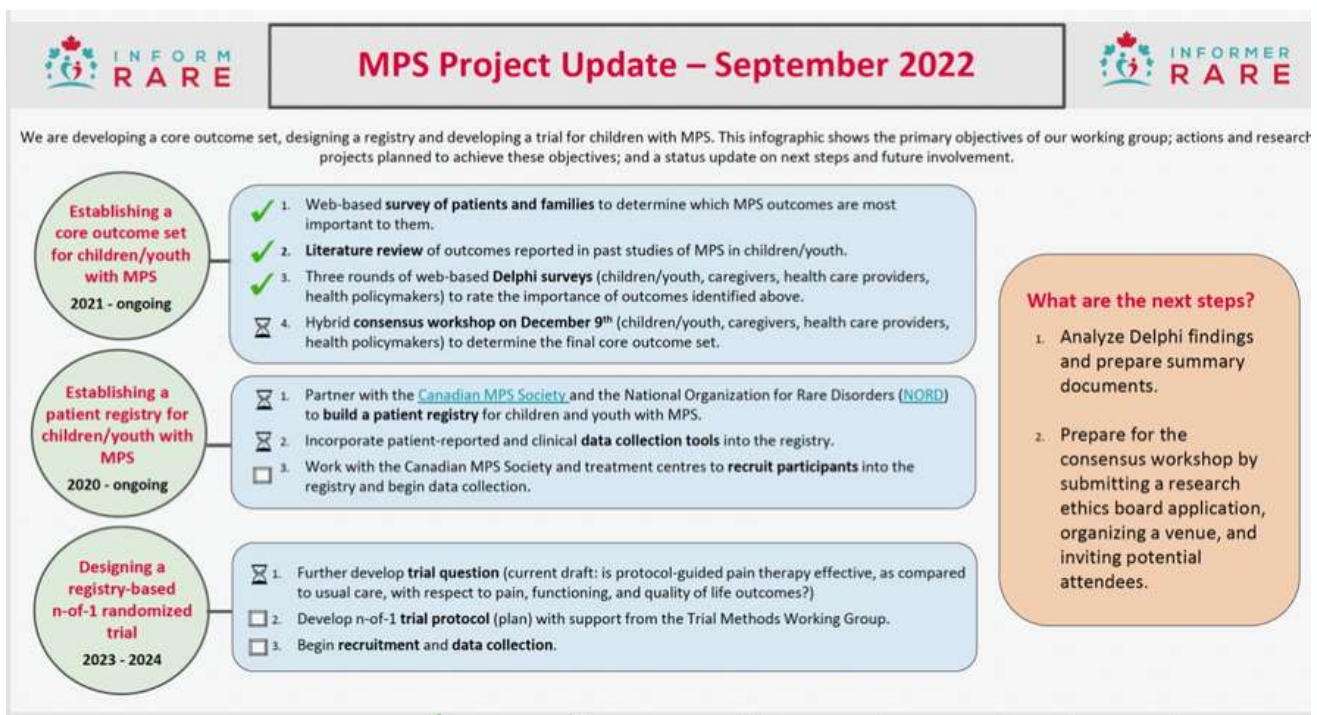 INFORM
RARE
MPS Project Update – September 2022
INFORMER
RARE
We are developing a core outcome set, designing a registry and developing a trial for children with MPS. This infographic shows the primary objectives of our working group; actions and research
projects planned to achieve these objectives; and a status update on next steps and future involvement.
Establishing a
core outcome set
for children/youth
with MPS
2021 - ongoing
1. Web-based survey of patients and families to determine which MPS outcomes are most
important to them.
2. Literature review of outcomes reported in past studies of MPS in children/youth.
3. Three rounds of web-based Delphi surveys (children/youth, caregivers, health care providers,
health policymakers) to rate the importance of outcomes identified above.
4. Hybrid consensus workshop on December 9th (children/youth, caregivers, health care providers,
health policymakers) to determine the final core outcome set.
Establishing a
patient registry for
children/youth with
MPS
2020 - ongoing
1. Partner with the Canadian MPS Society and the National Organization for Rare Disorders (NORD)
to build a patient registry for children and youth with MPS.
2. Incorporate patient-reported and clinical data collection tools into the registry.
3. Work with the Canadian MPS Society and treatment centres to recruit participants into the
registry and begin data collection.
Designing a
registry-based
n-of-1 randomized
trial
2023 - 2024
1. Further develop trial question (current draft: is protocol-guided pain therapy effective, as compared
to usual care, with respect to pain, functioning, and quality of life outcomes?)
2. Develop n-of-1 trial protocol (plan) with support from the Trial Methods Working Group.
3. Begin recruitment and data collection.
What are the next steps?
1. Analyze Delphi findings
and prepare summary
documents.
2. Prepare for the
consensus workshop by
submitting a research
ethics board application,
organizing a venue, and
inviting potential
attendees.